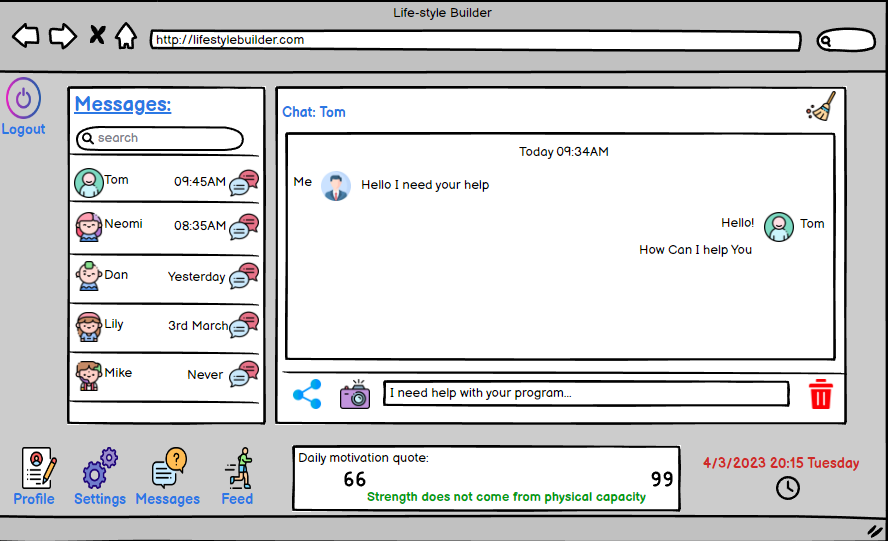 Life-style Builder
http://lifestylebuilder.com
Logout
Messages:
search
Tom 09:45AM
Neomi 08:35AM
Dan Yesterday
Lily 3rd March
Mike Never
Chat: Tom
Today 09:34AM
Me Hello I need your help
Hello! Tom
How Can I help You
I need help with your program...
Profile
Settings
Messages
Feed
Daily motivation quote:
66 99
Strength does not come from physical capacity
4/3/2023 20:15 Tuesday